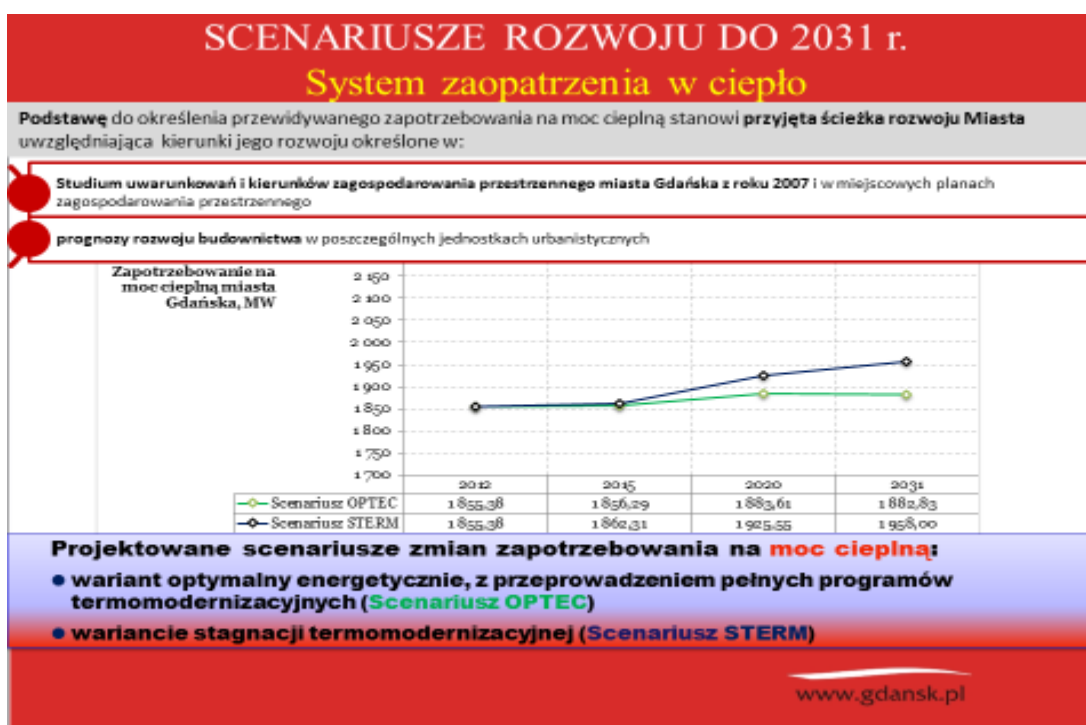 SCENARIUSZE ROZWOJU DO 2031 r.
System zaopatrzenia w ciepło
Podstawę do określenia przewidywanego zapotrzebowania na moc cieplną stanowi przyjęta ścieżka rozwoju Miasta
uwzględniająca kierunki jego rozwoju określone w:
Studium uwarunkowań i kierunków zagospodarowania przestrzennego miasta Gdańska z roku 2007 i w miejscowych planach
zagospodarowania przestrzennego
prognozy rozwoju budownictwa w poszczególnych jednostkach urbanistycznych
Zapotrzebowanie na
moc cieplną miasta
Gdańska, MW
2 150
2 100
2 050
2 000
1 950
1 900
1 850
1 800
1 750
1 700
2012 2015 2020 2031
Scenariusz OPTEC 1 855,38 1 856,29 1 883,61 1 882,83
Scenariusz STERM 1 855,38 1 862,31 1 925,55 1 958,00
Projektowane scenariusze zmian zapotrzebowania na moc cieplną:
• wariant optymalny energetycznie, z przeprowadzeniem pełnych programów
termomodernizacyjnych (Scenariusz OPTEC)
• wariancie stagnacji termomodernizacyjnej (Scenariusz STERM)
www.gdansk.pl